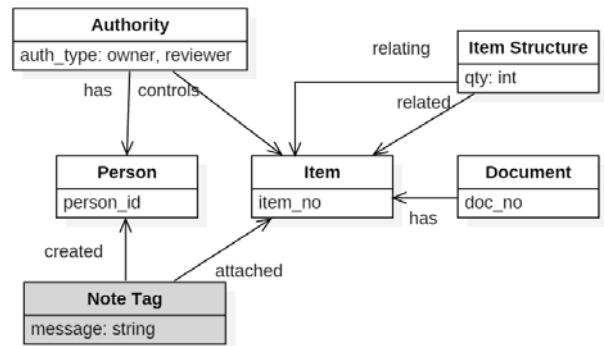 Authority
auth_type: owner, reviewer
relating
Item Structure
qty: int
has
controls
related
Person
person_id
Item
item_no
Document
doc_no
has
created
attached
Note Tag
message: string